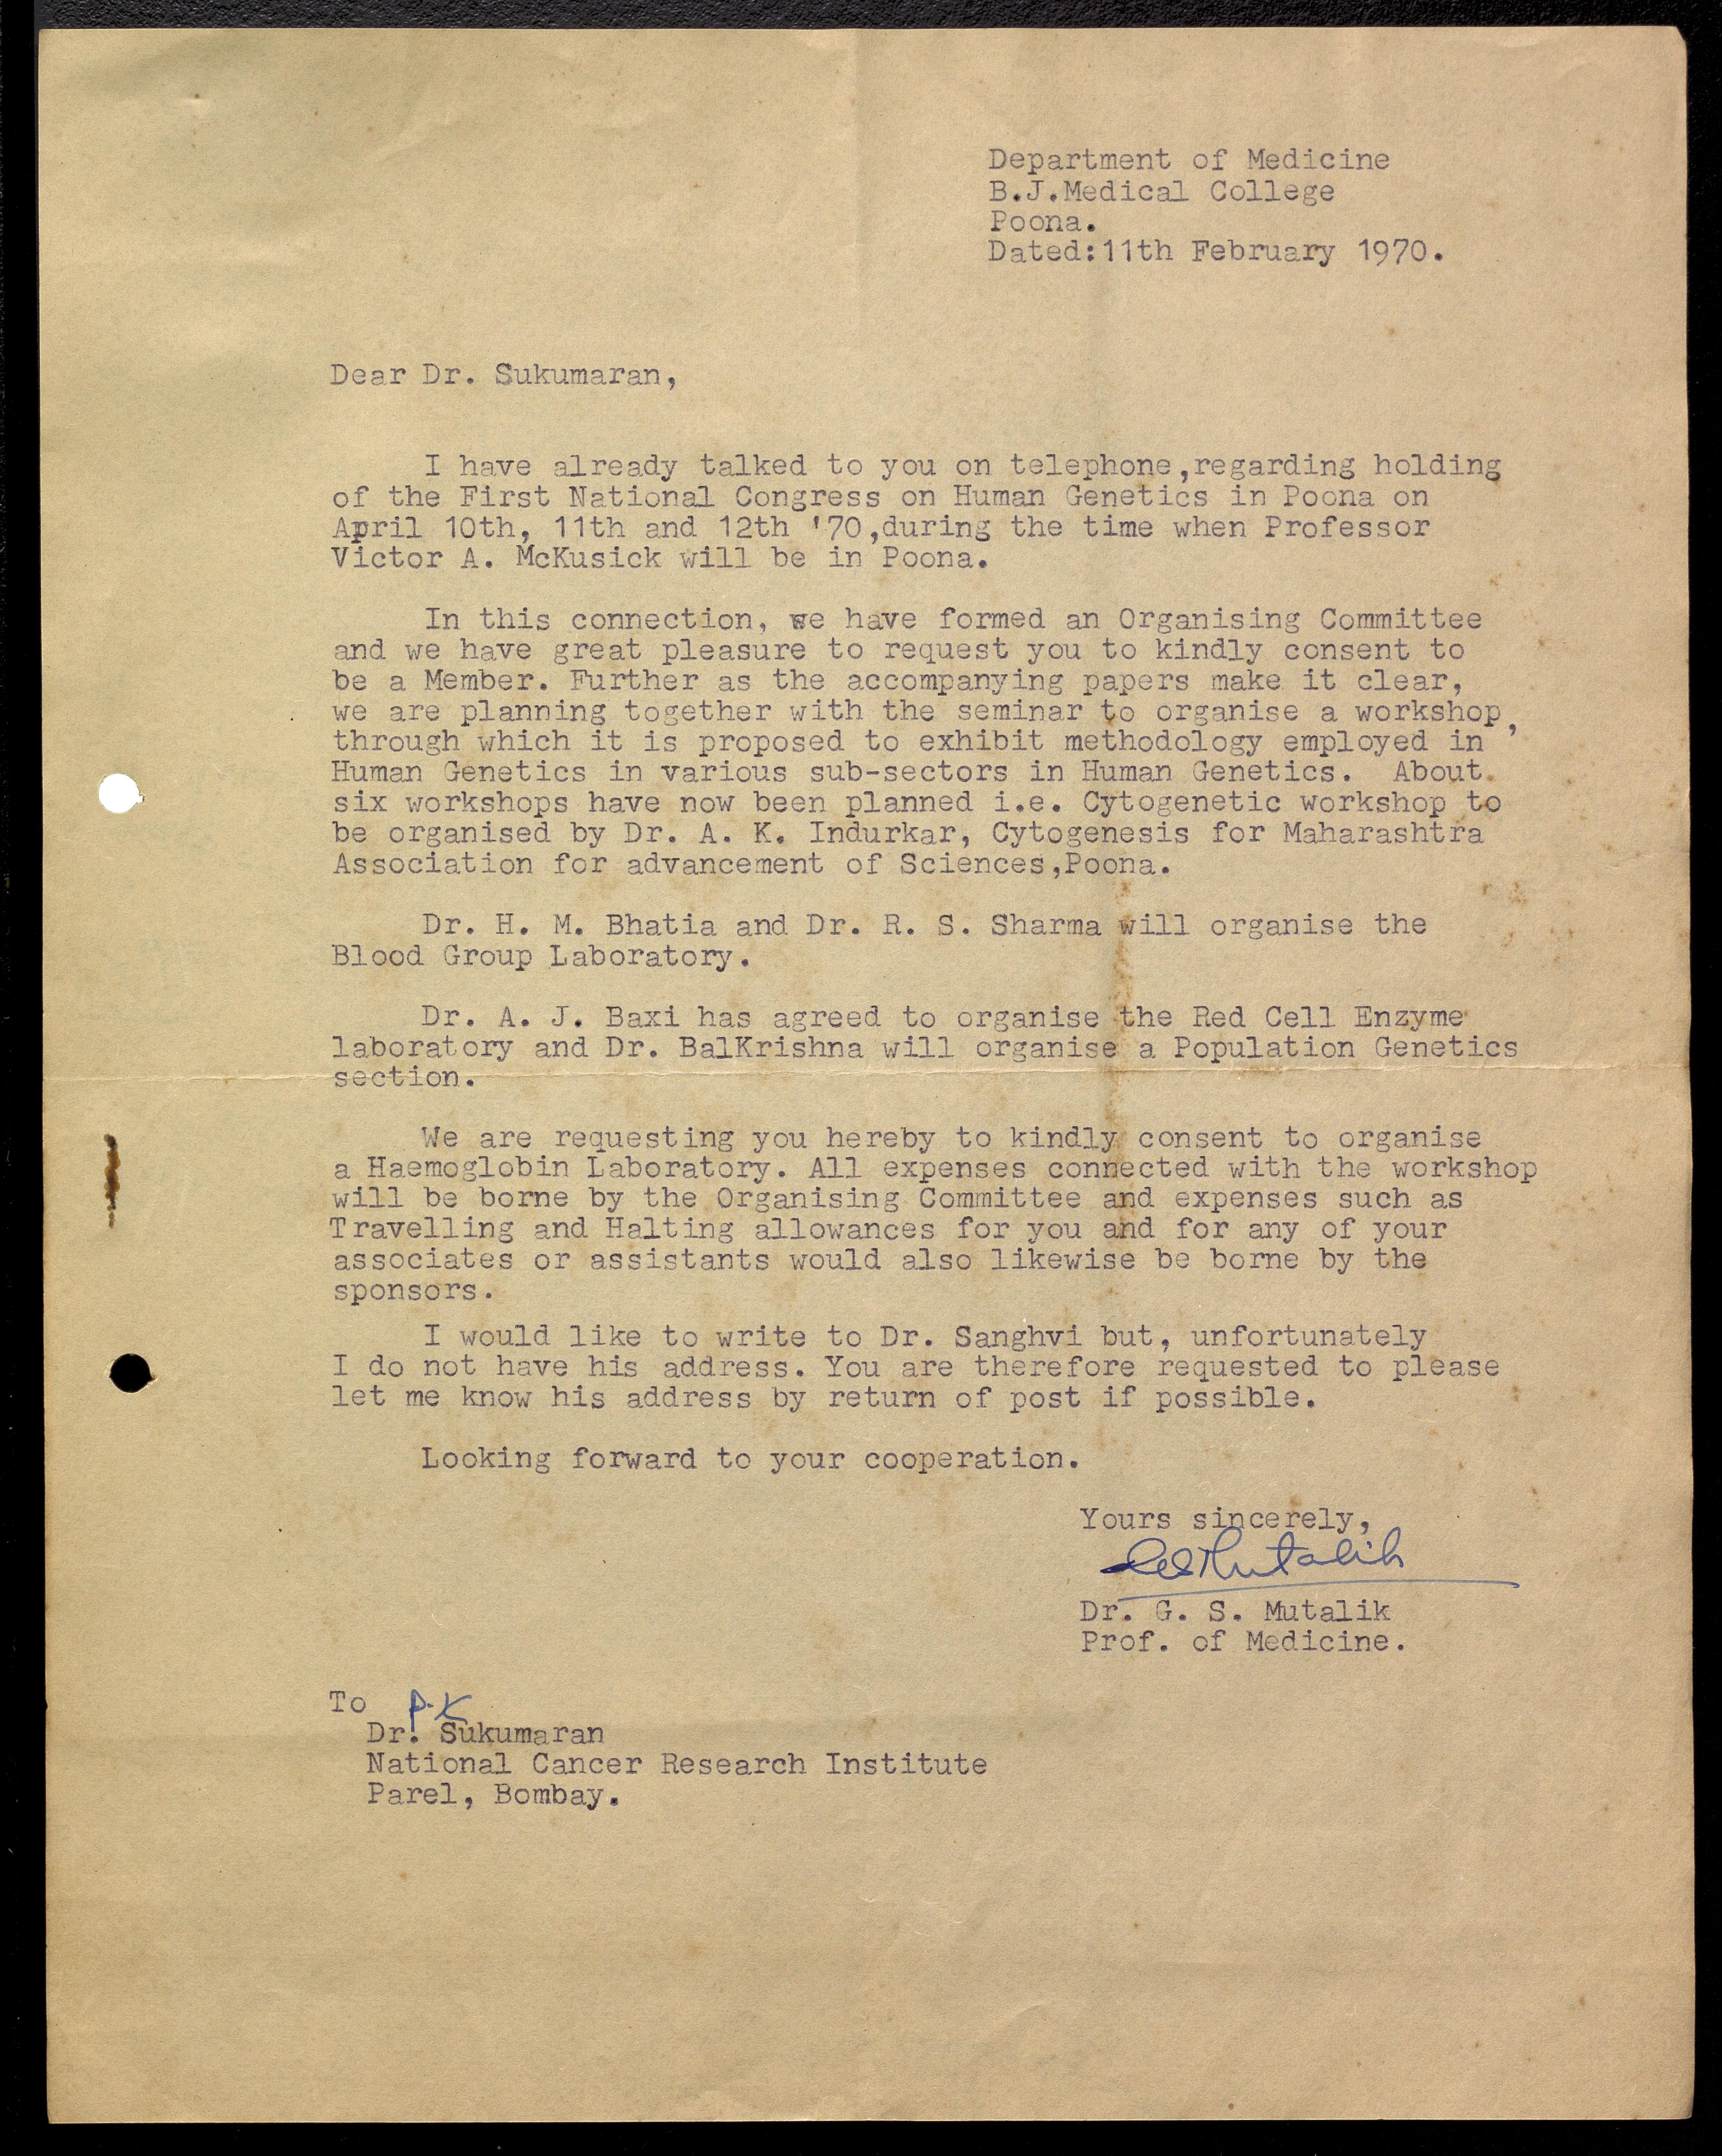 Department of Medicine
B.J.Medical College
Poona.
Dated:11th February 1970.
Dear Dr. Sukumaran,
I have already talked to you on telephone,regarding holding
of the First National Congress on Human Genetics in Poona on
April 10th, 11th and 12th '70,during the time when Professor
Victor A. McKusick will be in Poona.
In this connection, we have formed an Organising Committee
and we have great pleasure to request you to kindly consent to
be a Member. Further as the accompanying papers make it clear,
we are planning together with the seminar to organise a workshop,
through which it is proposed to exhibit methodology employed in
Human Genetics in various sub-sectors in Human Genetics. About
six workshops have now been planned i.e. Cytogenetic workshop to
be organised by Dr. A. K. Indurkar, Cytogenesis for Maharashtra
Association for advancement of Sciences,Poona.
Dr. H. M. Bhatia and Dr. R. S. Sharma will organise the
Blood Group Laboratory.
Dr. A. J. Baxi has agreed to organise the Red Cell Enzyme
laboratory and Dr. BalKrishna will organise a Population Genetics
section.
We are requesting you hereby to kindly consent to organise
a Haemoglobin Laboratory. All expenses connected with the workshop
will be borne by the Organising Committee and expenses such as
Travelling and Halting allowances for you and for any of your
associates or assistants would also likewise be borne by the
sponsors.
I would like to write to Dr. Sanghvi but, unfortunately
I do not have his address. You are therefore requested to please
let me know his address by return of post if possible.
Looking forward to your cooperation.
Yours sincerely,
GSMutalik
Dr. G. S. Mutalik
Prof. of Medicine.
To P.K
Dr. Sukumaran
National Cancer Research Institute
Parel, Bombay.